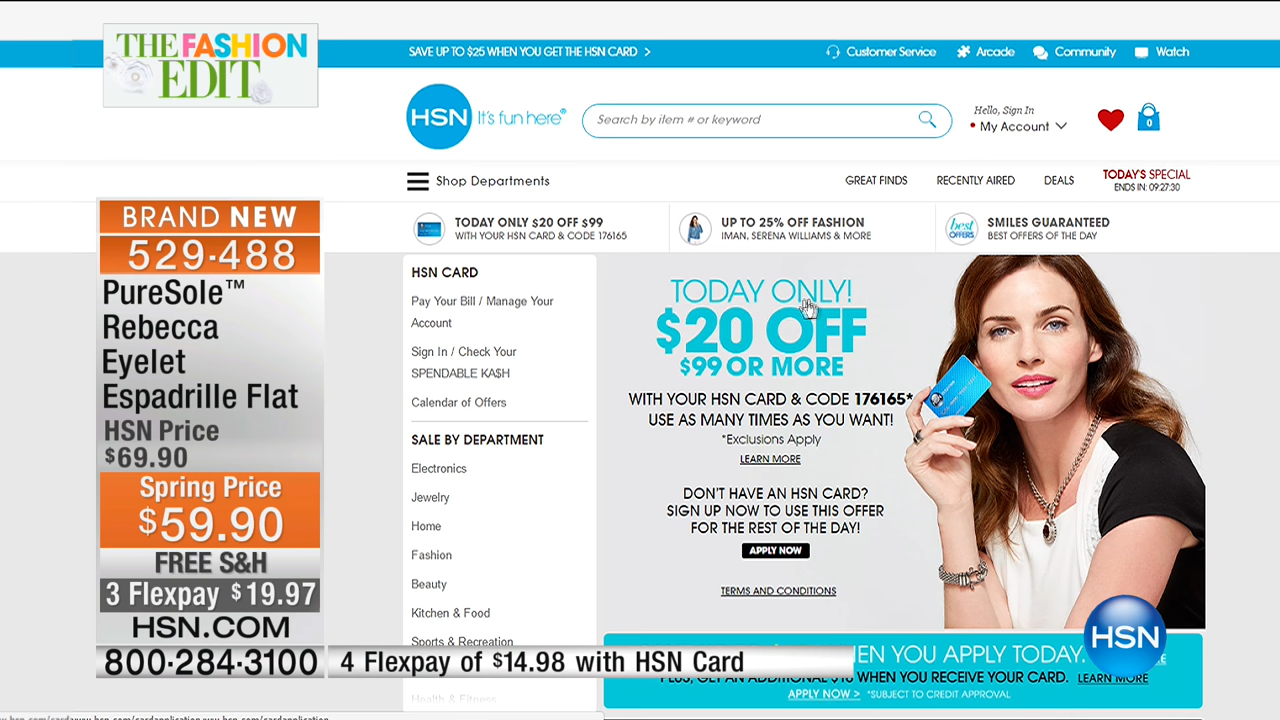 THE FASHION
EDIT
SAVE UP TO $25 WHEN YOU GET THE HSN CARD >
Customer Service
Arcade
Community
Watch
HSN It's fun here®
Search by item # or keyword
Hello, Sign In
My Account
0
Shop Departments
GREAT FINDS
RECENTLY AIRED
DEALS
TODAY'S SPECIAL
ENDS IN: 09:27:30
TODAY ONLY $20 OFF $99
WITH YOUR HSN CARD & CODE 176165
UP TO 25% OFF FASHION
IMAN, SERENA WILLIAMS & MORE
best
OFFERS
SMILES GUARANTEED
BEST OFFERS OF THE DAY
BRAND NEW
529·488
PureSole™
Rebecca
Eyelet
Espadrille Flat
HSN Price
$69.90
Spring Price
$59.90
FREE S&H
3 Flexpay $19.97
HSN.COM
800·284·3100
4 Flexpay of $14.98 with HSN Card
HSN CARD
Pay Your Bill / Manage Your
Account
Sign In / Check Your
SPENDABLE KA$H
Calendar of Offers
SALE BY DEPARTMENT
Electronics
Jewelry
Home
Fashion
Beauty
Kitchen & Food
Sports & Recreation
Health & Fitness
TODAY ONLY!
$20 OFF
$99 OR MORE
WITH YOUR HSN CARD & CODE 176165*
USE AS MANY TIMES AS YOU WANT!
*Exclusions Apply
LEARN MORE
DON'T HAVE AN HSN CARD?
SIGN UP NOW TO USE THIS OFFER
FOR THE REST OF THE DAY!
APPLY NOW
TERMS AND CONDITIONS
HSN
YOU APPLY TODAY.
PLUS, GET AN ADDITIONAL $10 WHEN YOU RECEIVE YOUR CARD. LEARN MORE
APPLY NOW > *SUBJECT TO CREDIT APPROVAL